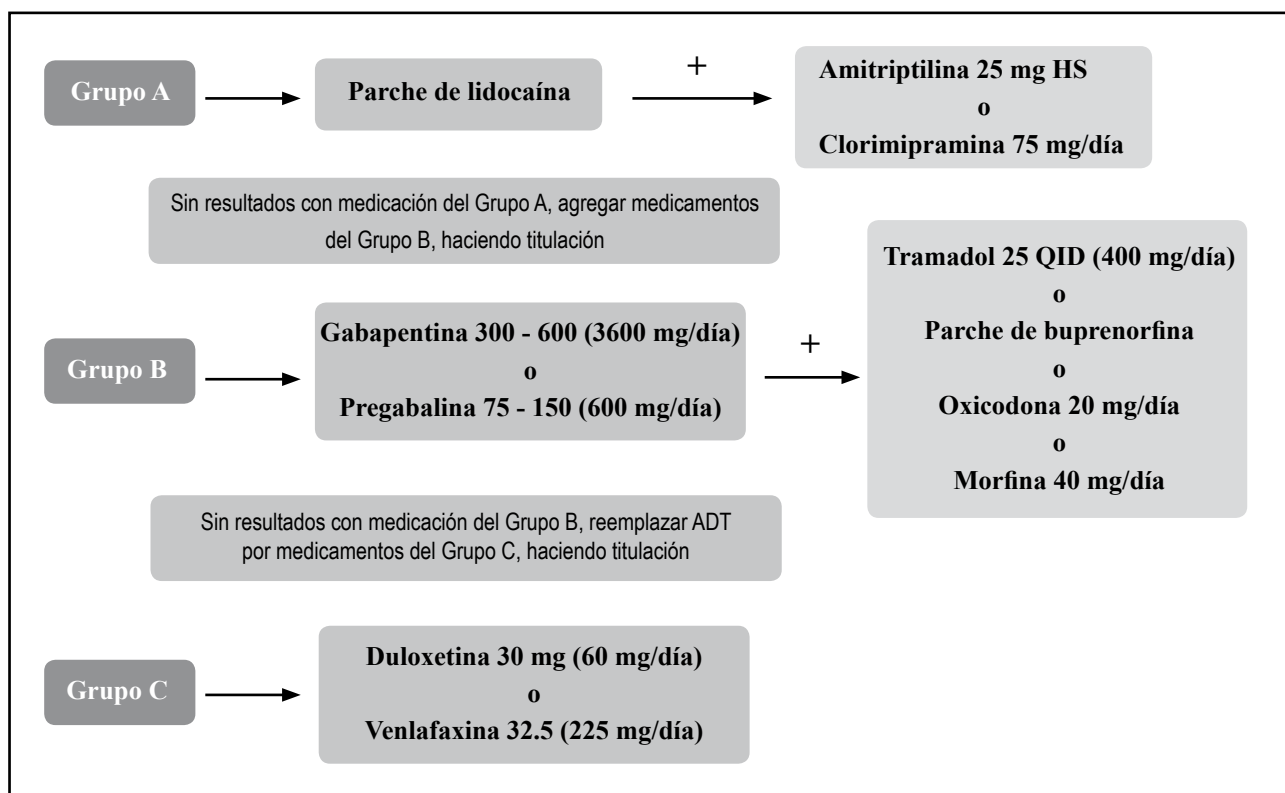 Grupo A
Parche de lidocaína
+
Amitriptilina 25 mg HS
o
Clorimipramina 75 mg/día
Sin resultados con medicación del Grupo A, agregar medicamentos
del Grupo B, haciendo titulación
Grupo B
Gabapentina 300 - 600 (3600 mg/día)
o
Pregabalina 75 - 150 (600 mg/día)
+
Tramadol 25 QID (400 mg/día)
o
Parche de buprenorfina
o
Oxicodona 20 mg/día
o
Morfina 40 mg/día
Sin resultados con medicación del Grupo B, reemplazar ADT
por medicamentos del Grupo C, haciendo titulación
Grupo C
Duloxetina 30 mg (60 mg/día)
o
Venlafaxina 32.5 (225 mg/día)